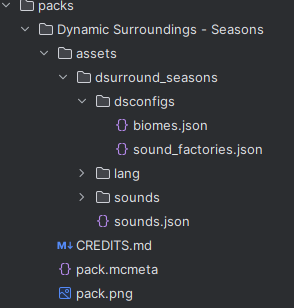 packs
Dynamic Surroundings - Seasons
assets
dsurround_seasons
dsconfigs
biomes.json
sound_factories.json
lang
sounds
sounds.json
CREDITS.md
pack.mcmeta
pack.png